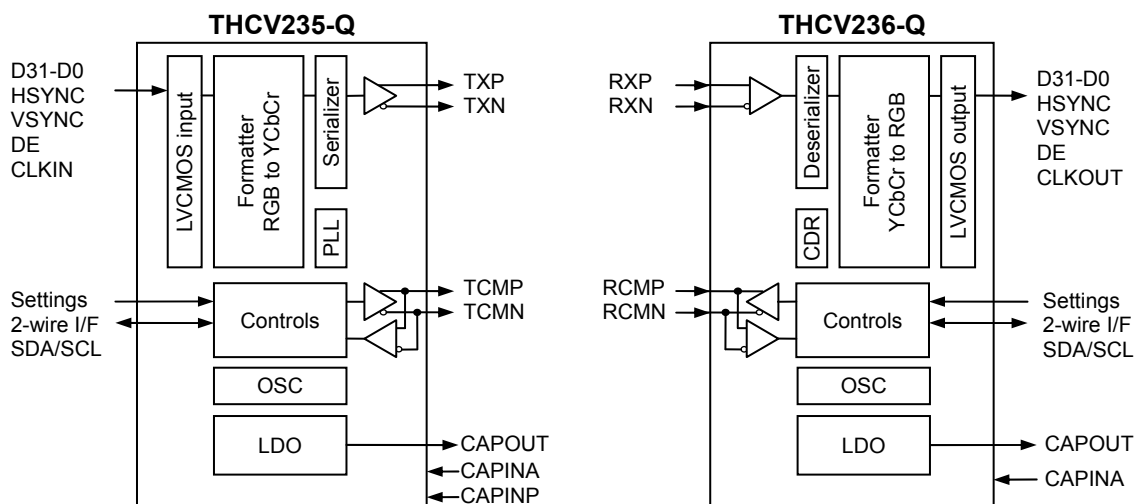 THCV235-Q
D31-D0
HSYNC
VSYNC
DE
CLKIN
LVCMOS input
Formatter
RGB to YCbCr
Serializer
PLL
TXP
TXN
Settings
2-wire I/F
SDA/SCL
Controls
TCMP
TCMN
OSC
LDO
CAPOUT
CAPINA
CAPINP
THCV236-Q
RXP
RXN
Deserializer
CDR
Formatter
YCbCr to RGB
LVCMOS output
D31-D0
HSYNC
VSYNC
DE
CLKOUT
RCMP
RCMN
Controls
Settings
2-wire I/F
SDA/SCL
OSC
LDO
CAPOUT
CAPINA